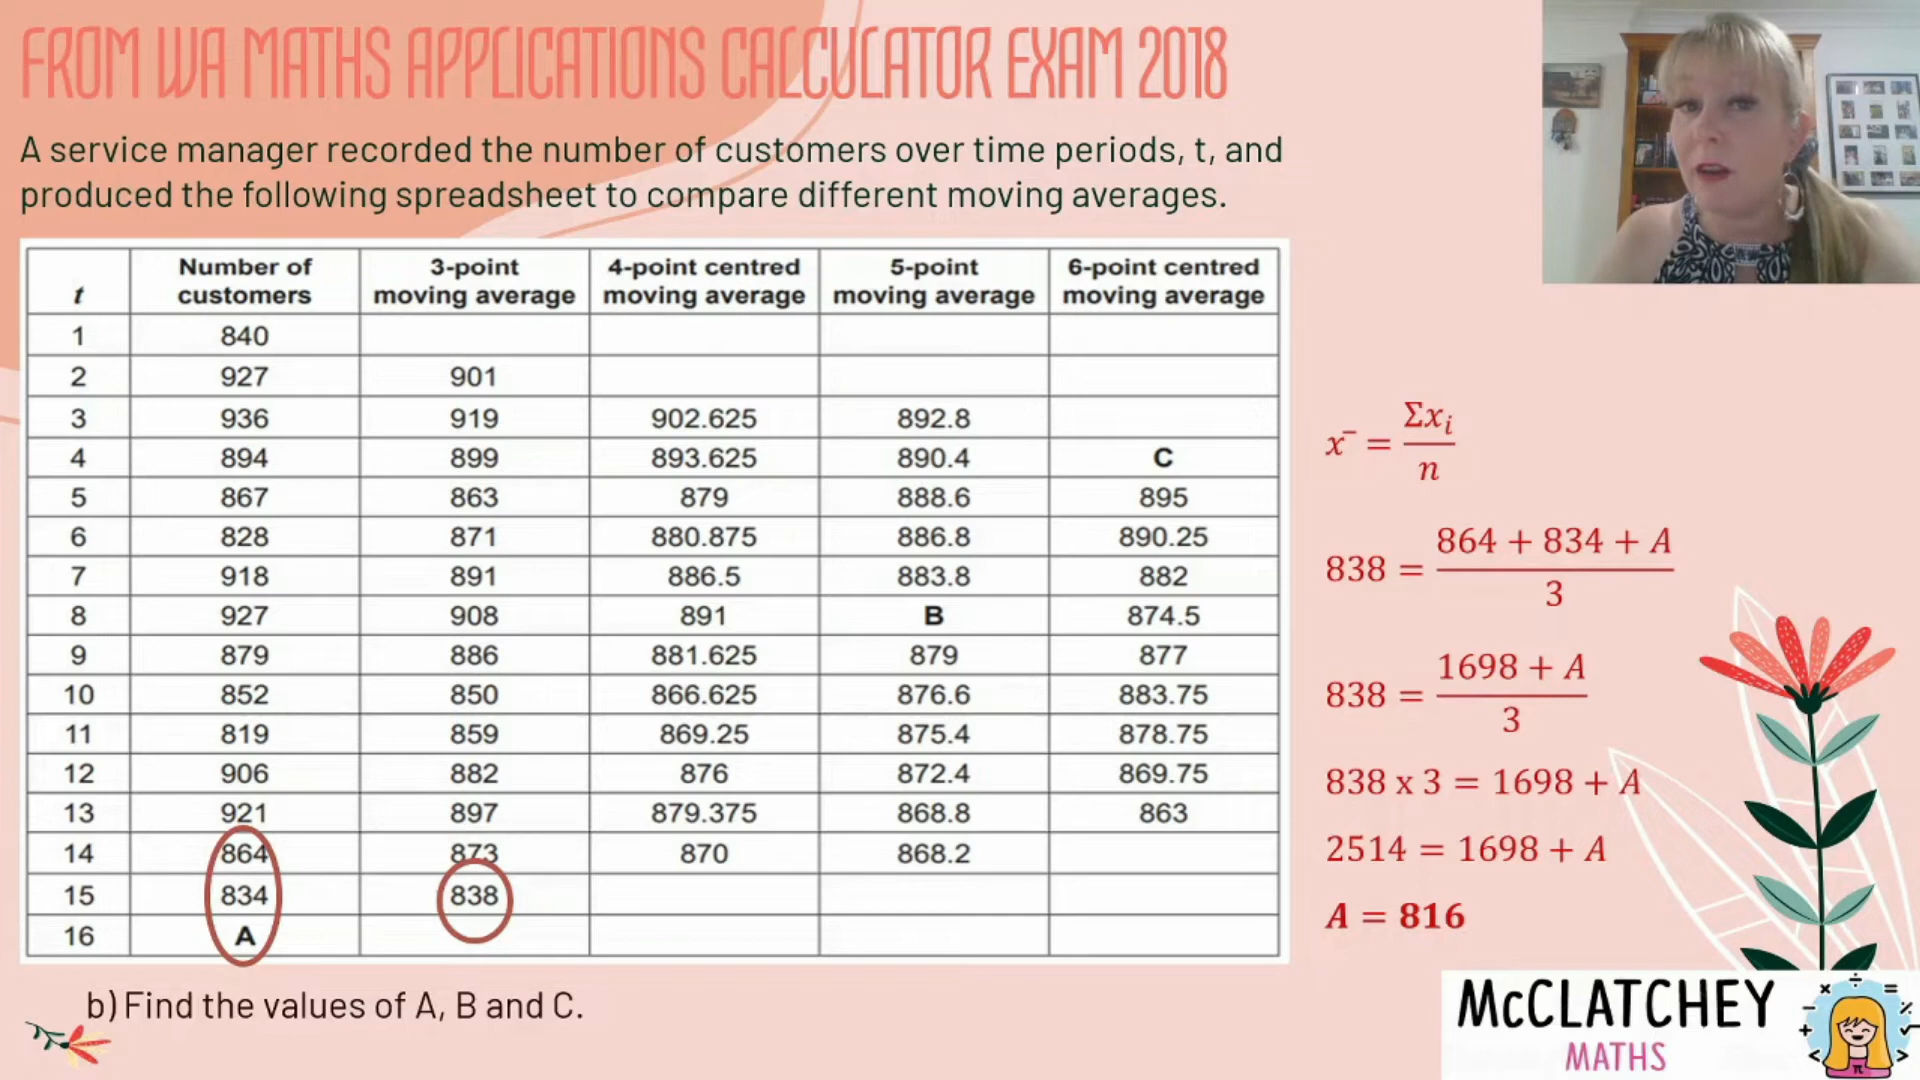 FROM WA MATHS APPLICATIONS CALCULATOR EXAM 2018
A service manager recorded the number of customers over time periods, t, and
produced the following spreadsheet to compare different moving averages.
t | Number of customers | 3-point moving average | 4-point centred moving average | 5-point moving average | 6-point centred moving average
1 840
2 927 901
3 936 919 902.625 892.8
4 894 899 893.625 890.4 C
5 867 863 879 888.6 895
6 828 871 880.875 886.8 890.25
7 918 891 886.5 883.8 882
8 927 908 891 B 874.5
9 879 886 881.625 879 877
10 852 850 866.625 876.6 883.75
11 819 859 869.25 875.4 878.75
12 906 882 876 872.4 869.75
13 921 897 879.375 868.8 863
14 864 873 870 868.2
15 834 838
16 A
b) Find the values of A, B and C.
x¯ = Σxᵢ / n
838 = 864 + 834 + A / 3
838 = 1698 + A / 3
838 x 3 = 1698 + A
2514 = 1698 + A
A = 816
McCLATCHEY
MATHS